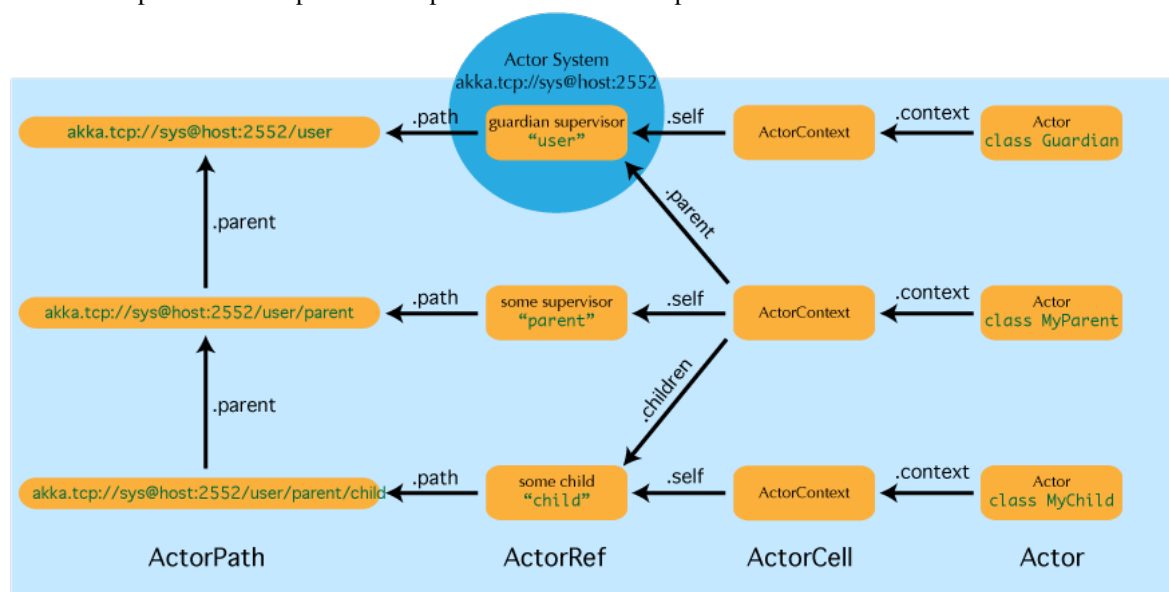 Actor System
akka.tcp://sys@host:2552
akka.tcp://sys@host:2552/user
.path
guardian supervisor
"user"
.self
ActorContext
.context
Actor
class Guardian
.parent
.parent
akka.tcp://sys@host:2552/user/parent
.path
some supervisor
"parent"
.self
ActorContext
.context
Actor
class MyParent
.parent
.children
akka.tcp://sys@host:2552/user/parent/child
.path
some child
"child"
.self
ActorContext
.context
Actor
class MyChild
ActorPath
ActorRef
ActorCell
Actor